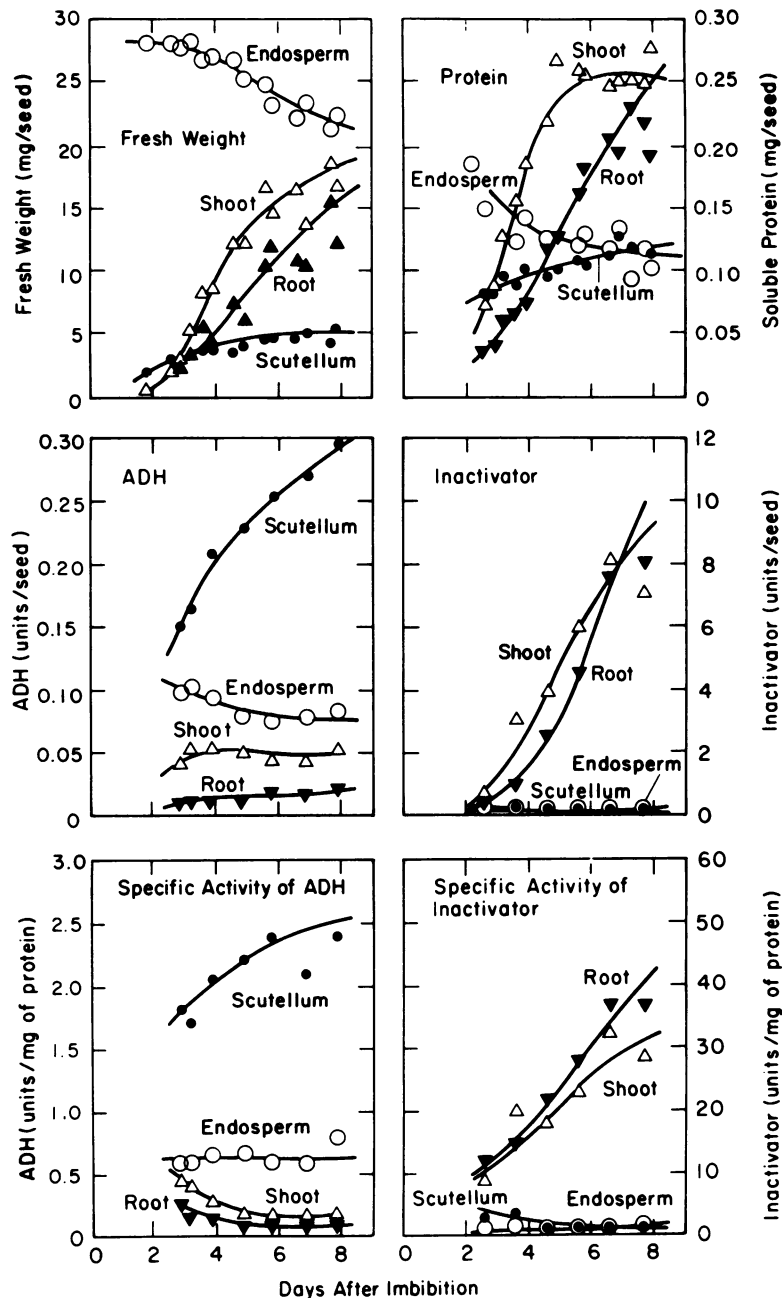 Fresh Weight (mg/seed)
30
25
20
15
10
5
0
Endosperm
Fresh Weight
Shoot
Root
Scutellum
Protein
Shoot
Endosperm
Root
Scutellum
0.30
0.25
0.20
0.15
0.10
0.05
0
Soluble Protein (mg/seed)
ADH (units/seed)
0.30
0.25
0.20
0.15
0.10
0.05
0
ADH
Scutellum
Endosperm
Shoot
Root
Inactivator
Shoot
Root
Endosperm
Scutellum
12
10
8
6
4
2
0
Inactivator (units/seed)
ADH (units/mg of protein)
3.0
2.5
2.0
1.5
1.0
0.5
0
Specific Activity of ADH
Scutellum
Endosperm
Shoot
Root
0 2 4 6 8
Specific Activity of
Inactivator
Root
Shoot
Scutellum
Endosperm
60
50
40
30
20
10
0
Inactivator (units/mg of protein)
0 2 4 6 8
Days After Imbibition